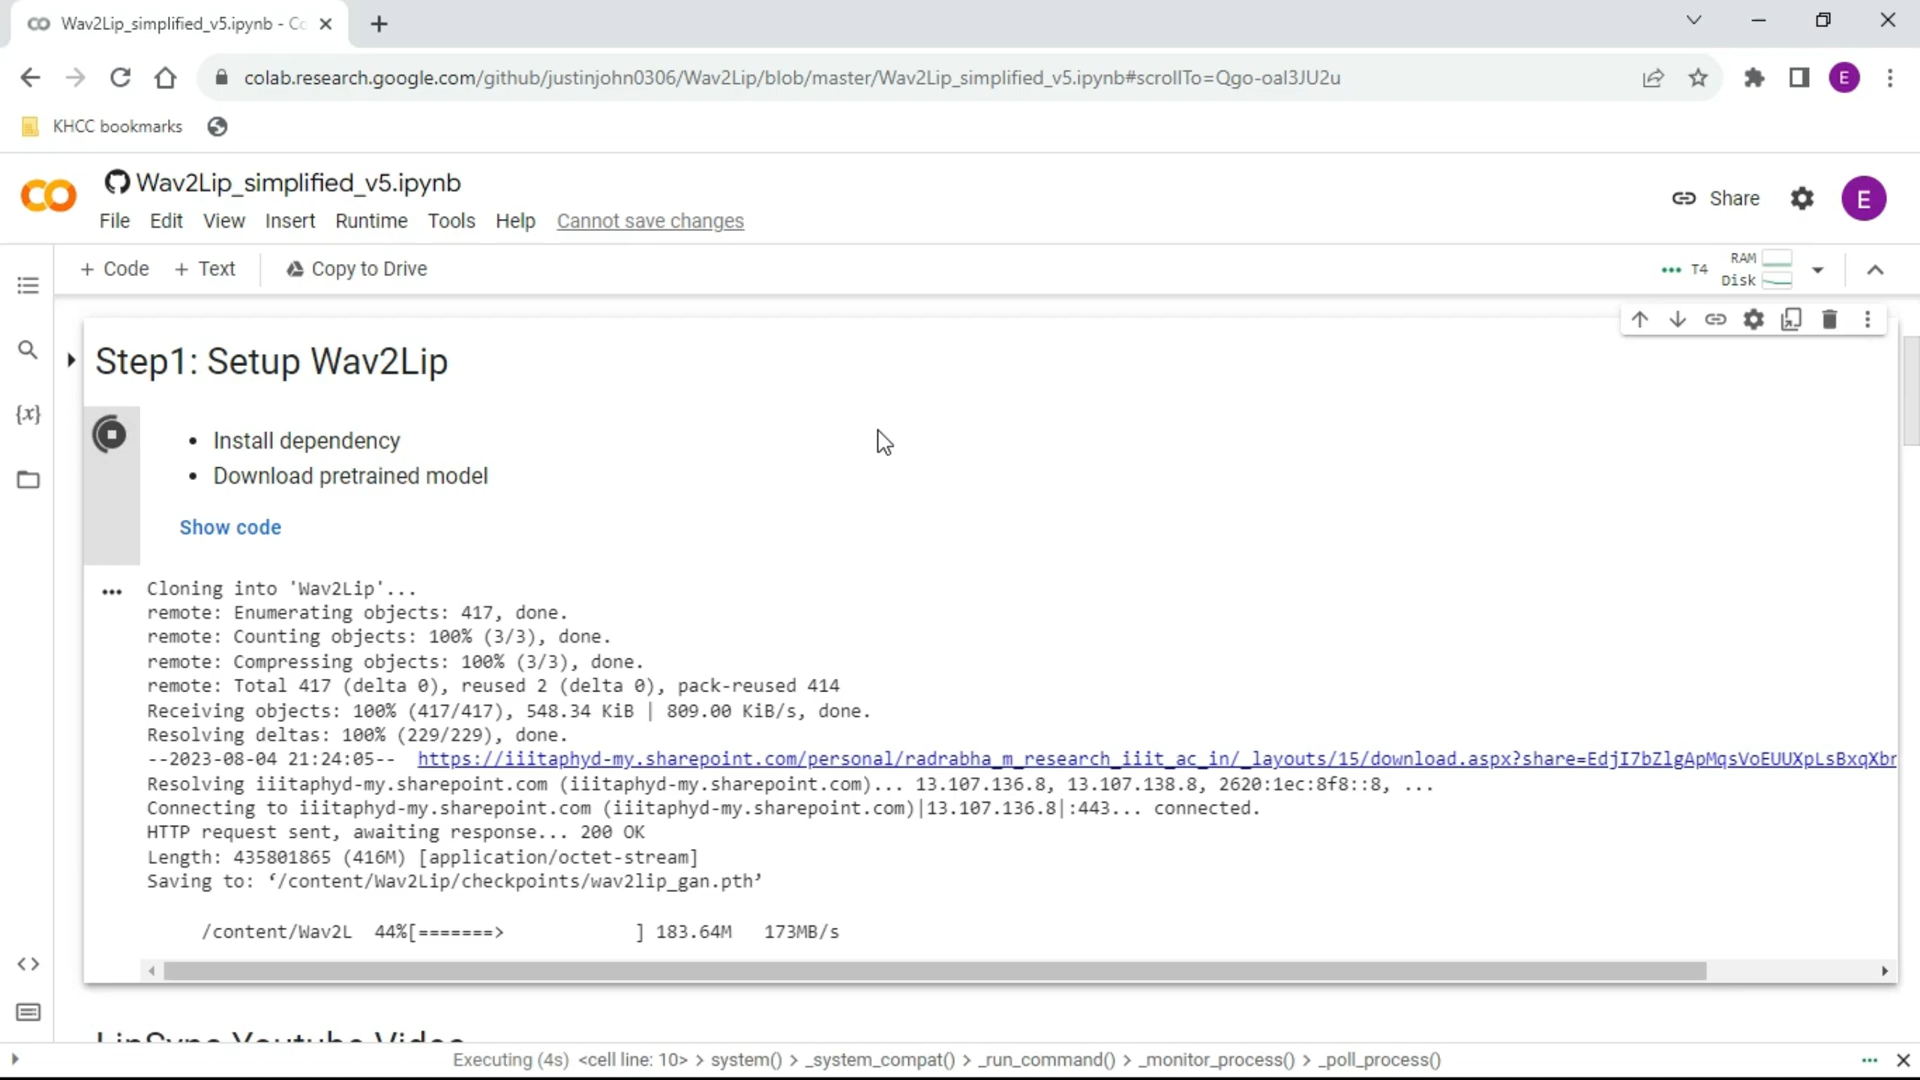 Wav2Lip_simplified_v5.ipynb - Co
colab.research.google.com/github/justinjohn0306/Wav2Lip/blob/master/Wav2Lip_simplified_v5.ipynb#scrollTo=Qgo-oaI3JU2u
E
KHCC bookmarks
Wav2Lip_simplified_v5.ipynb
File Edit View Insert Runtime Tools Help Cannot save changes
Share
E
+ Code + Text Copy to Drive
T4 RAM
Disk
Step1: Setup Wav2Lip
{x}
• Install dependency
• Download pretrained model
Show code
Cloning into 'Wav2Lip'...
remote: Enumerating objects: 417, done.
remote: Counting objects: 100% (3/3), done.
remote: Compressing objects: 100% (3/3), done.
remote: Total 417 (delta 0), reused 2 (delta 0), pack-reused 414
Receiving objects: 100% (417/417), 548.34 KiB | 809.00 KiB/s, done.
Resolving deltas: 100% (229/229), done.
--2023-08-04 21:24:05-- https://iiitaphyd-my.sharepoint.com/personal/radrabha_m_research_iiit_ac_in/_layouts/15/download.aspx?share=EdjI7bZlgApMqsVoEUUXpLsBxqXbn
Resolving iiitaphyd-my.sharepoint.com (iiitaphyd-my.sharepoint.com)... 13.107.136.8, 13.107.138.8, 2620:1ec:8f8::8, ...
Connecting to iiitaphyd-my.sharepoint.com (iiitaphyd-my.sharepoint.com)|13.107.136.8|:443... connected.
HTTP request sent, awaiting response... 200 OK
Length: 435801865 (416M) [application/octet-stream]
Saving to: ‘/content/Wav2Lip/checkpoints/wav2lip_gan.pth’
/content/Wav2L 44%[=======> ] 183.64M 173MB/s
LipSync Youtube Video
Executing (4s) <cell line: 10> > system() > _system_compat() > _run_command() > _monitor_process() > _poll_process()